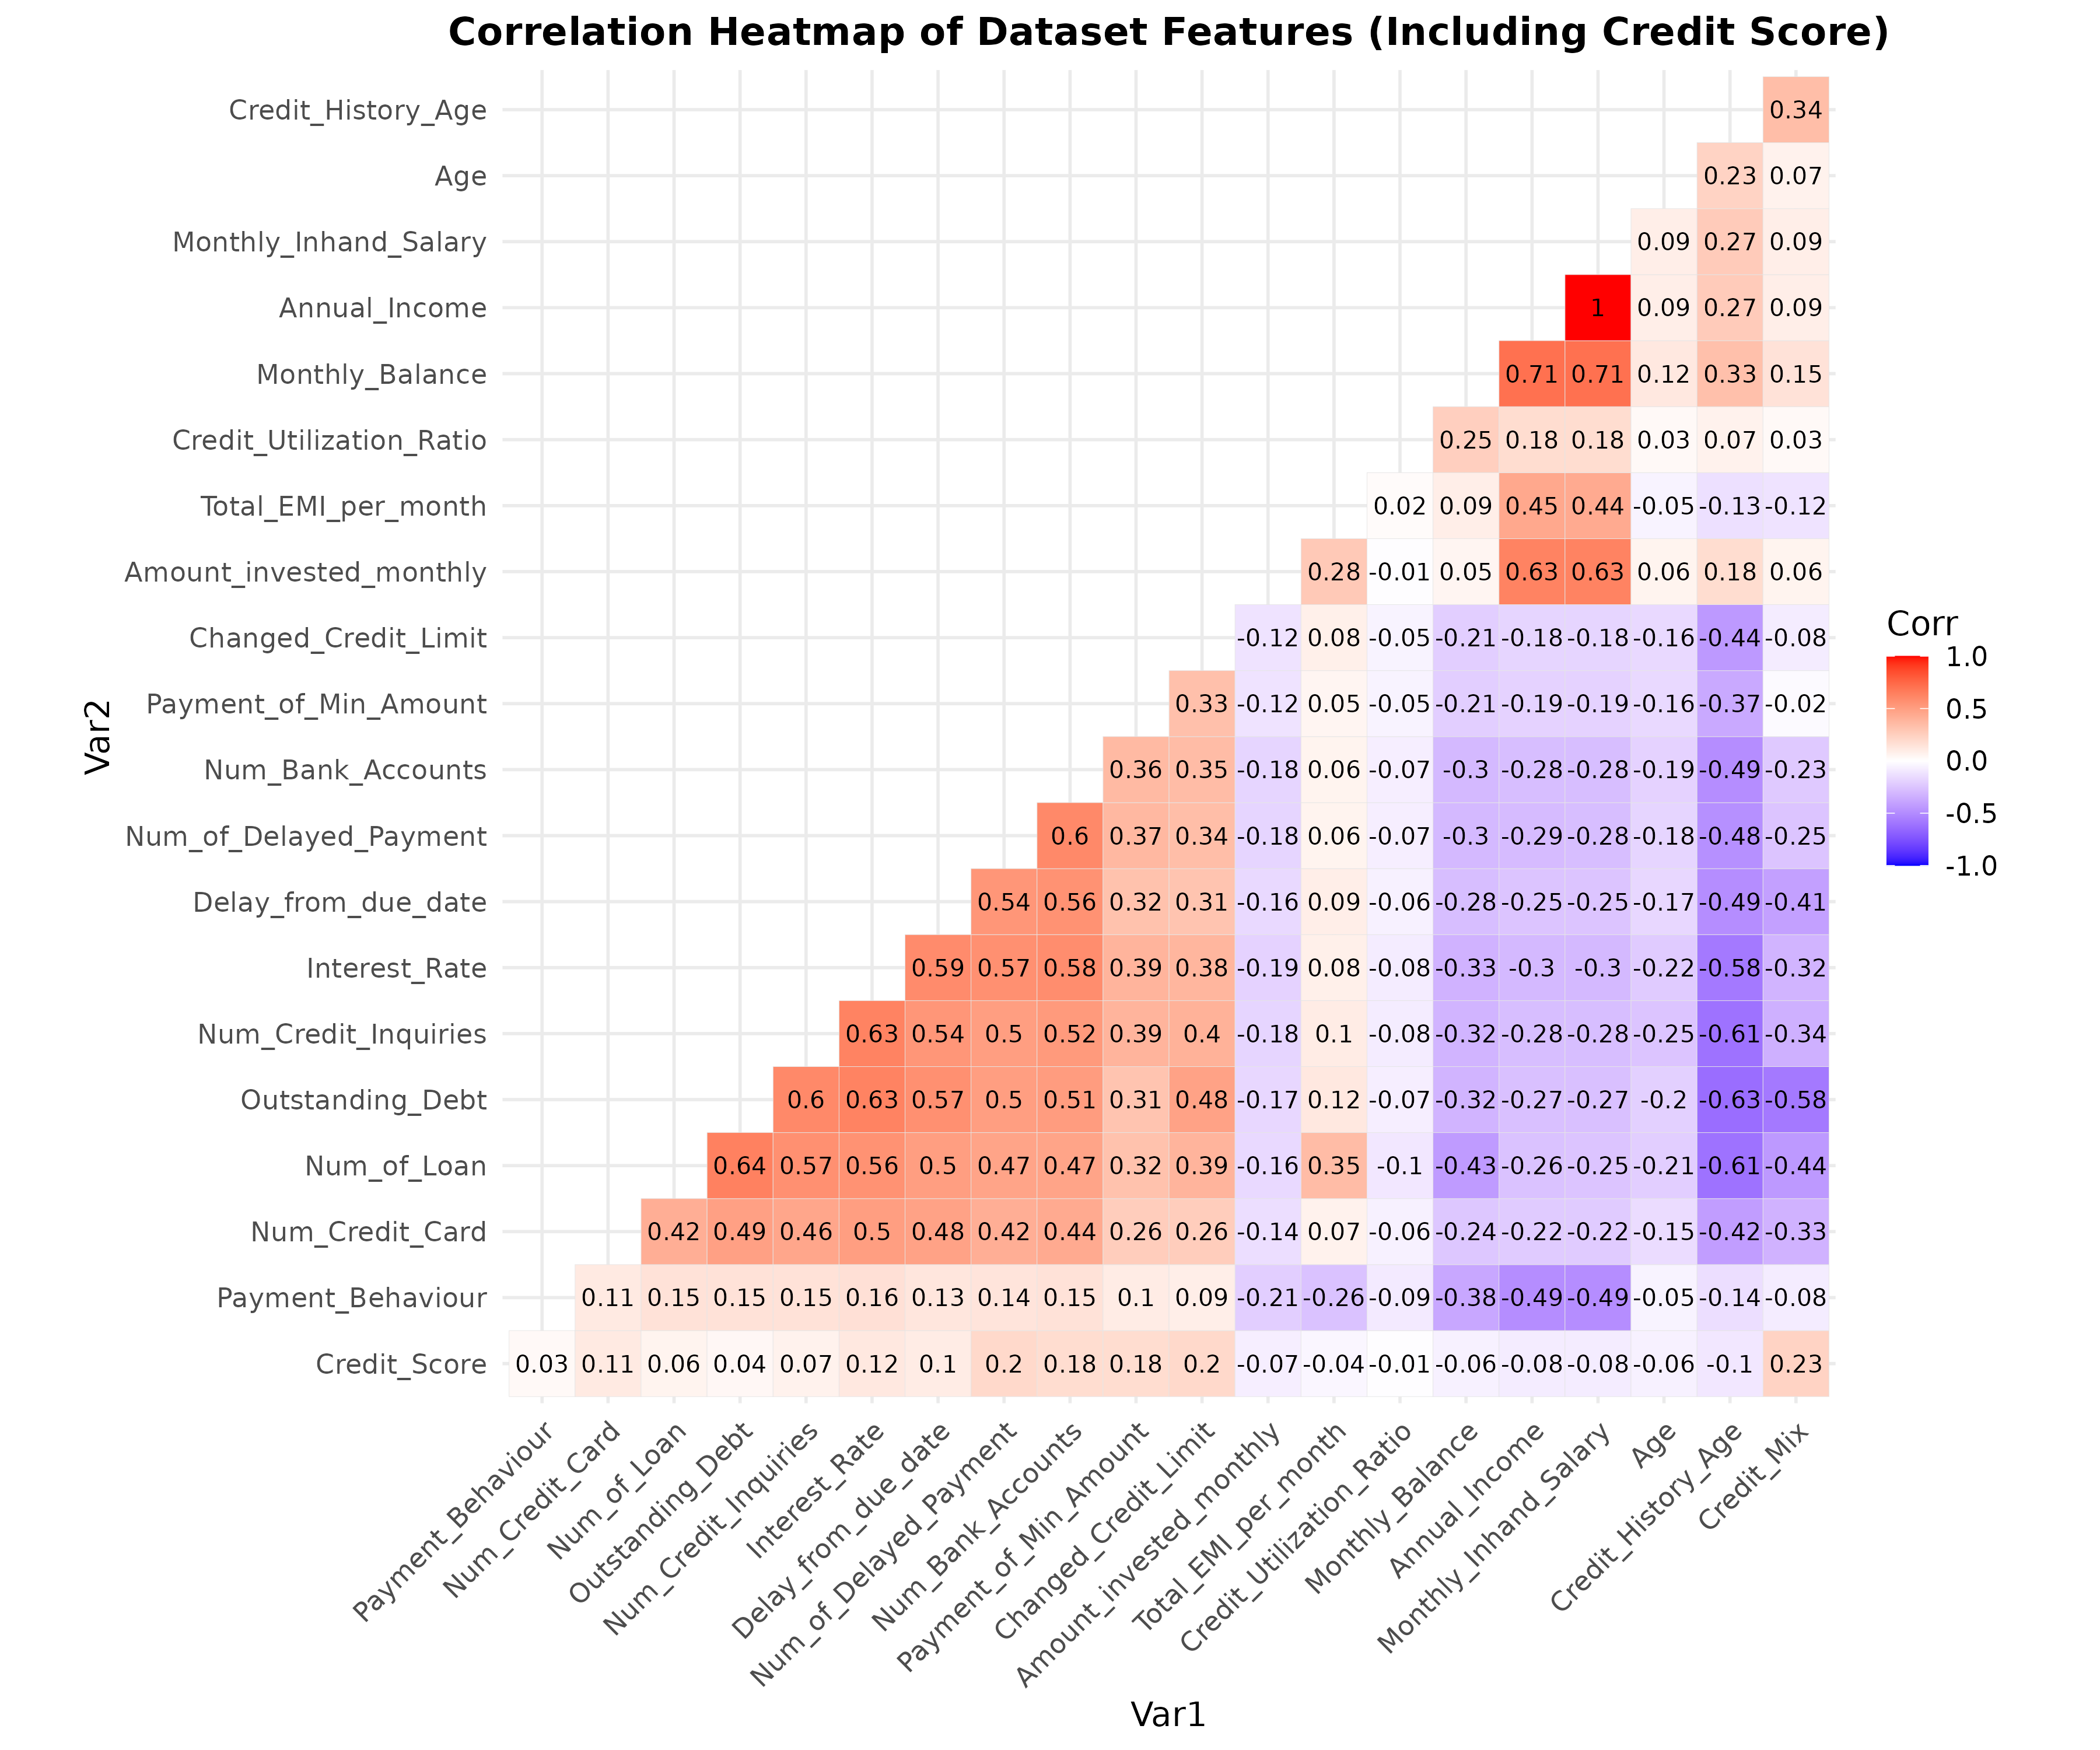 Correlation Heatmap of Dataset Features (Including Credit Score)
Credit_History_Age 0.34
Age 0.23 0.07
Monthly_Inhand_Salary 0.09 0.27 0.09
Annual_Income 1 0.09 0.27 0.09
Monthly_Balance 0.71 0.71 0.12 0.33 0.15
Credit_Utilization_Ratio 0.25 0.18 0.18 0.03 0.07 0.03
Total_EMI_per_month 0.02 0.09 0.45 0.44 -0.05 -0.13 -0.12
Amount_invested_monthly 0.28 -0.01 0.05 0.63 0.63 0.06 0.18 0.06
Changed_Credit_Limit -0.12 0.08 -0.05 -0.21 -0.18 -0.18 -0.16 -0.44 -0.08
Payment_of_Min_Amount 0.33 -0.12 0.05 -0.05 -0.21 -0.19 -0.19 -0.16 -0.37 -0.02
Num_Bank_Accounts 0.36 0.35 -0.18 0.06 -0.07 -0.3 -0.28 -0.28 -0.19 -0.49 -0.23
Num_of_Delayed_Payment 0.6 0.37 0.34 -0.18 0.06 -0.07 -0.3 -0.29 -0.28 -0.18 -0.48 -0.25
Delay_from_due_date 0.54 0.56 0.32 0.31 -0.16 0.09 -0.06 -0.28 -0.25 -0.25 -0.17 -0.49 -0.41
Interest_Rate 0.59 0.57 0.58 0.39 0.38 -0.19 0.08 -0.08 -0.33 -0.3 -0.3 -0.22 -0.58 -0.32
Num_Credit_Inquiries 0.63 0.54 0.5 0.52 0.39 0.4 -0.18 0.1 -0.08 -0.32 -0.28 -0.28 -0.25 -0.61 -0.34
Outstanding_Debt 0.6 0.63 0.57 0.5 0.51 0.31 0.48 -0.17 0.12 -0.07 -0.32 -0.27 -0.27 -0.2 -0.63 -0.58
Num_of_Loan 0.64 0.57 0.56 0.5 0.47 0.47 0.32 0.39 -0.16 0.35 -0.1 -0.43 -0.26 -0.25 -0.21 -0.61 -0.44
Num_Credit_Card 0.42 0.49 0.46 0.5 0.48 0.42 0.44 0.26 0.26 -0.14 0.07 -0.06 -0.24 -0.22 -0.22 -0.15 -0.42 -0.33
Payment_Behaviour 0.11 0.15 0.15 0.15 0.16 0.13 0.14 0.15 0.1 0.09 -0.21 -0.26 -0.09 -0.38 -0.49 -0.49 -0.05 -0.14 -0.08
Credit_Score 0.03 0.11 0.06 0.04 0.07 0.12 0.1 0.2 0.18 0.18 0.2 -0.07 -0.04 -0.01 -0.06 -0.08 -0.08 -0.06 -0.1 0.23
Payment_Behaviour
Num_Credit_Card
Num_of_Loan
Outstanding_Debt
Num_Credit_Inquiries
Interest_Rate
Delay_from_due_date
Num_of_Delayed_Payment
Num_Bank_Accounts
Payment_of_Min_Amount
Changed_Credit_Limit
Amount_invested_monthly
Total_EMI_per_month
Credit_Utilization_Ratio
Monthly_Balance
Annual_Income
Monthly_Inhand_Salary
Age
Credit_History_Age
Credit_Mix
Var1
Var2
Corr
1.0
0.5
0.0
-0.5
-1.0